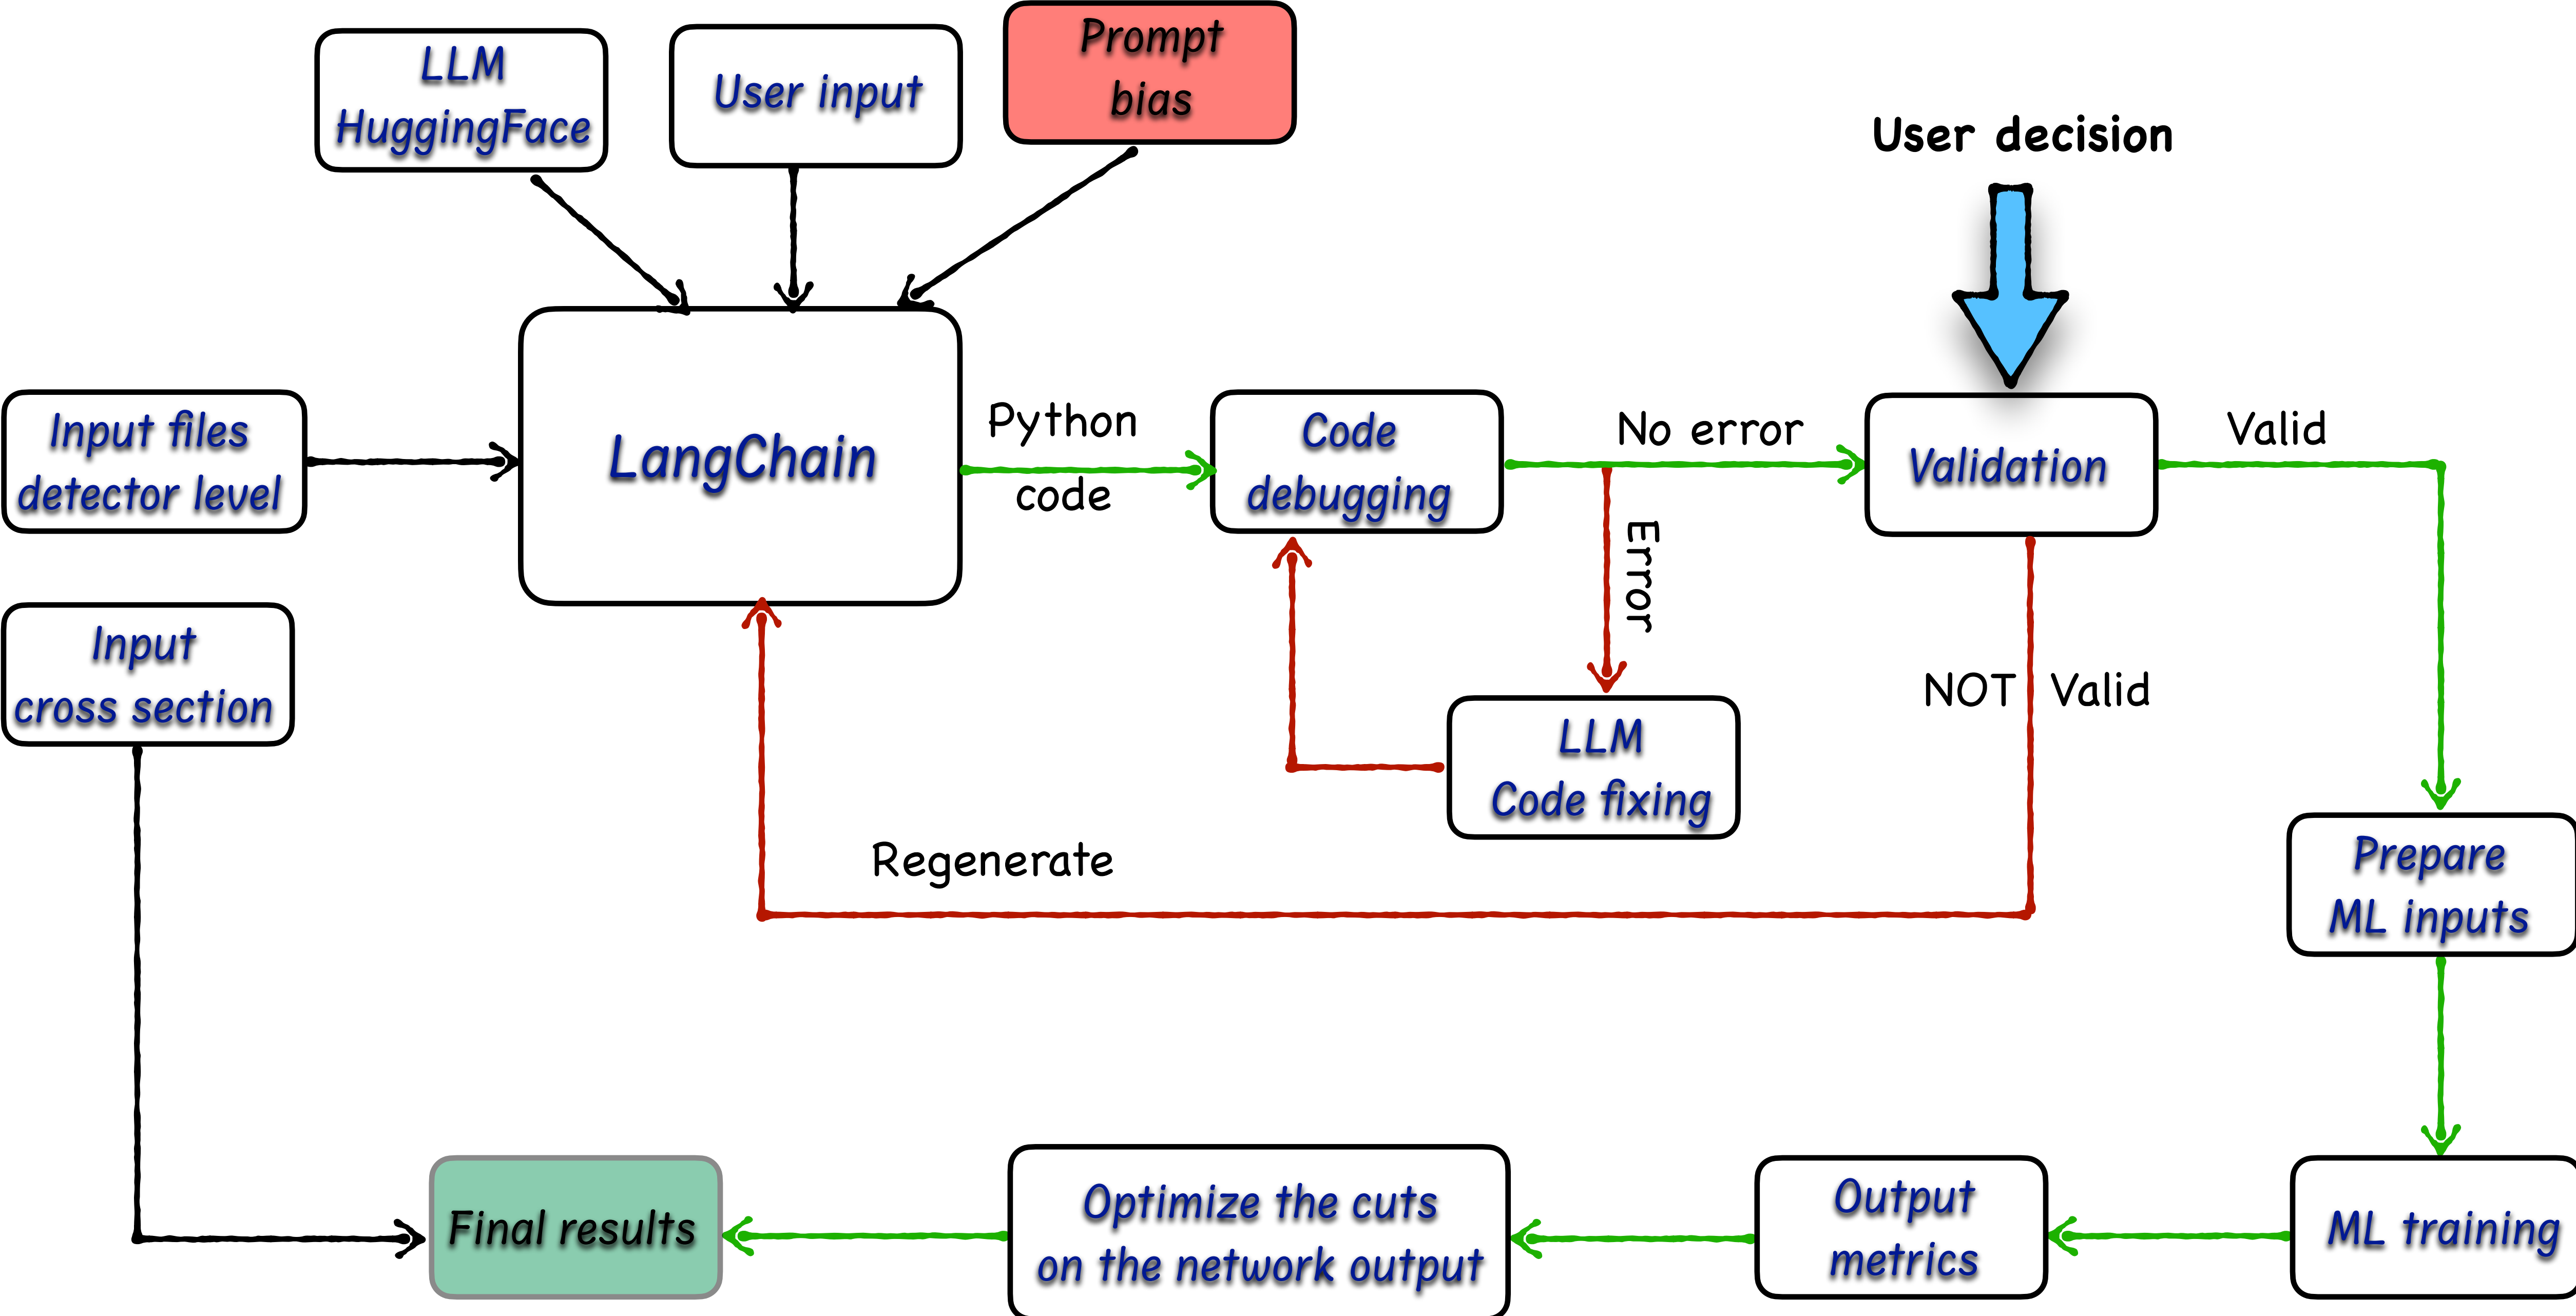 LLM
HuggingFace
User input
Prompt
bias
User decision
Input files
detector level
LangChain
Python
code
Code
debugging
No error
Error
Validation
Valid
Input
cross section
LLM
Code fixing
NOT Valid
Regenerate
Prepare
ML inputs
Final results
Optimize the cuts
on the network output
Output
metrics
ML training